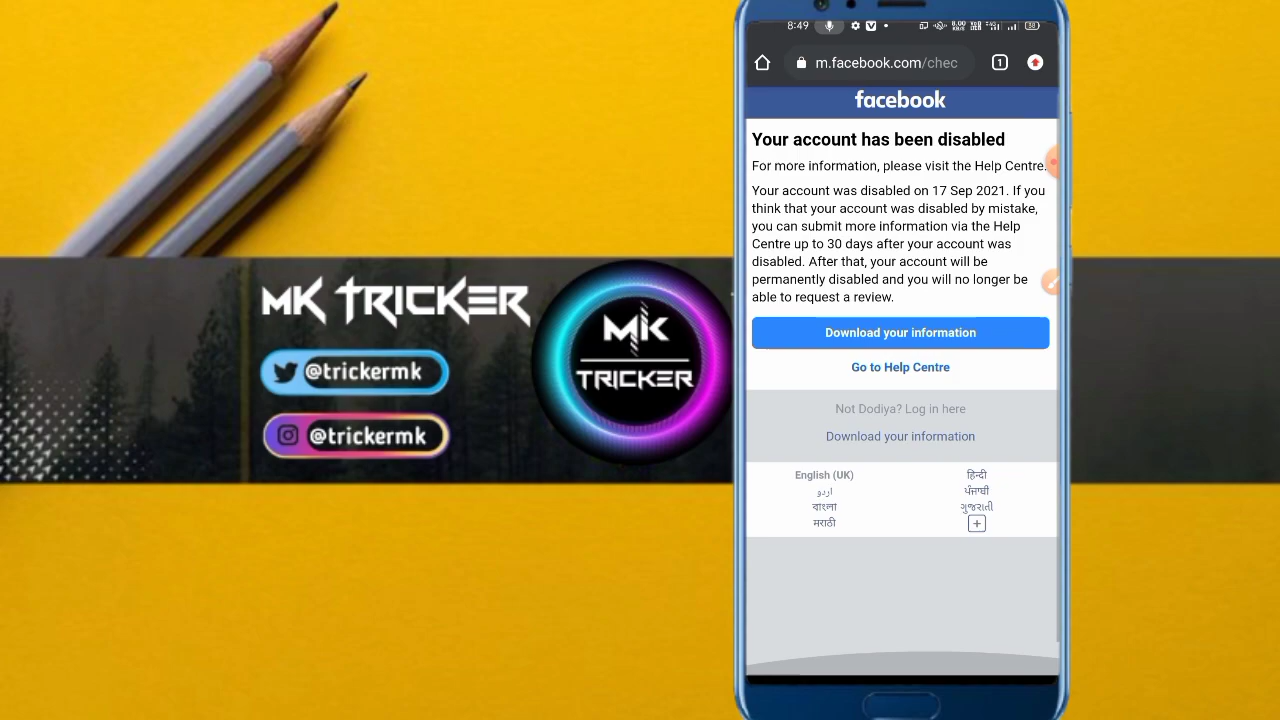 MK TRICKER
@trickermk
@trickermk
MK
TRICKER
8:49
38
m.facebook.com/chec
1
facebook
Your account has been disabled
For more information, please visit the Help Centre.
Your account was disabled on 17 Sep 2021. If you
think that your account was disabled by mistake,
you can submit more information via the Help
Centre up to 30 days after your account was
disabled. After that, your account will be
permanently disabled and you will no longer be
able to request a review.
Download your information
Go to Help Centre
Not Dodiya? Log in here
Download your information
English (UK)
हिन्दी
اردو
ਪੰਜਾਬੀ
বাংলা
ગુજરાતી
मराठी